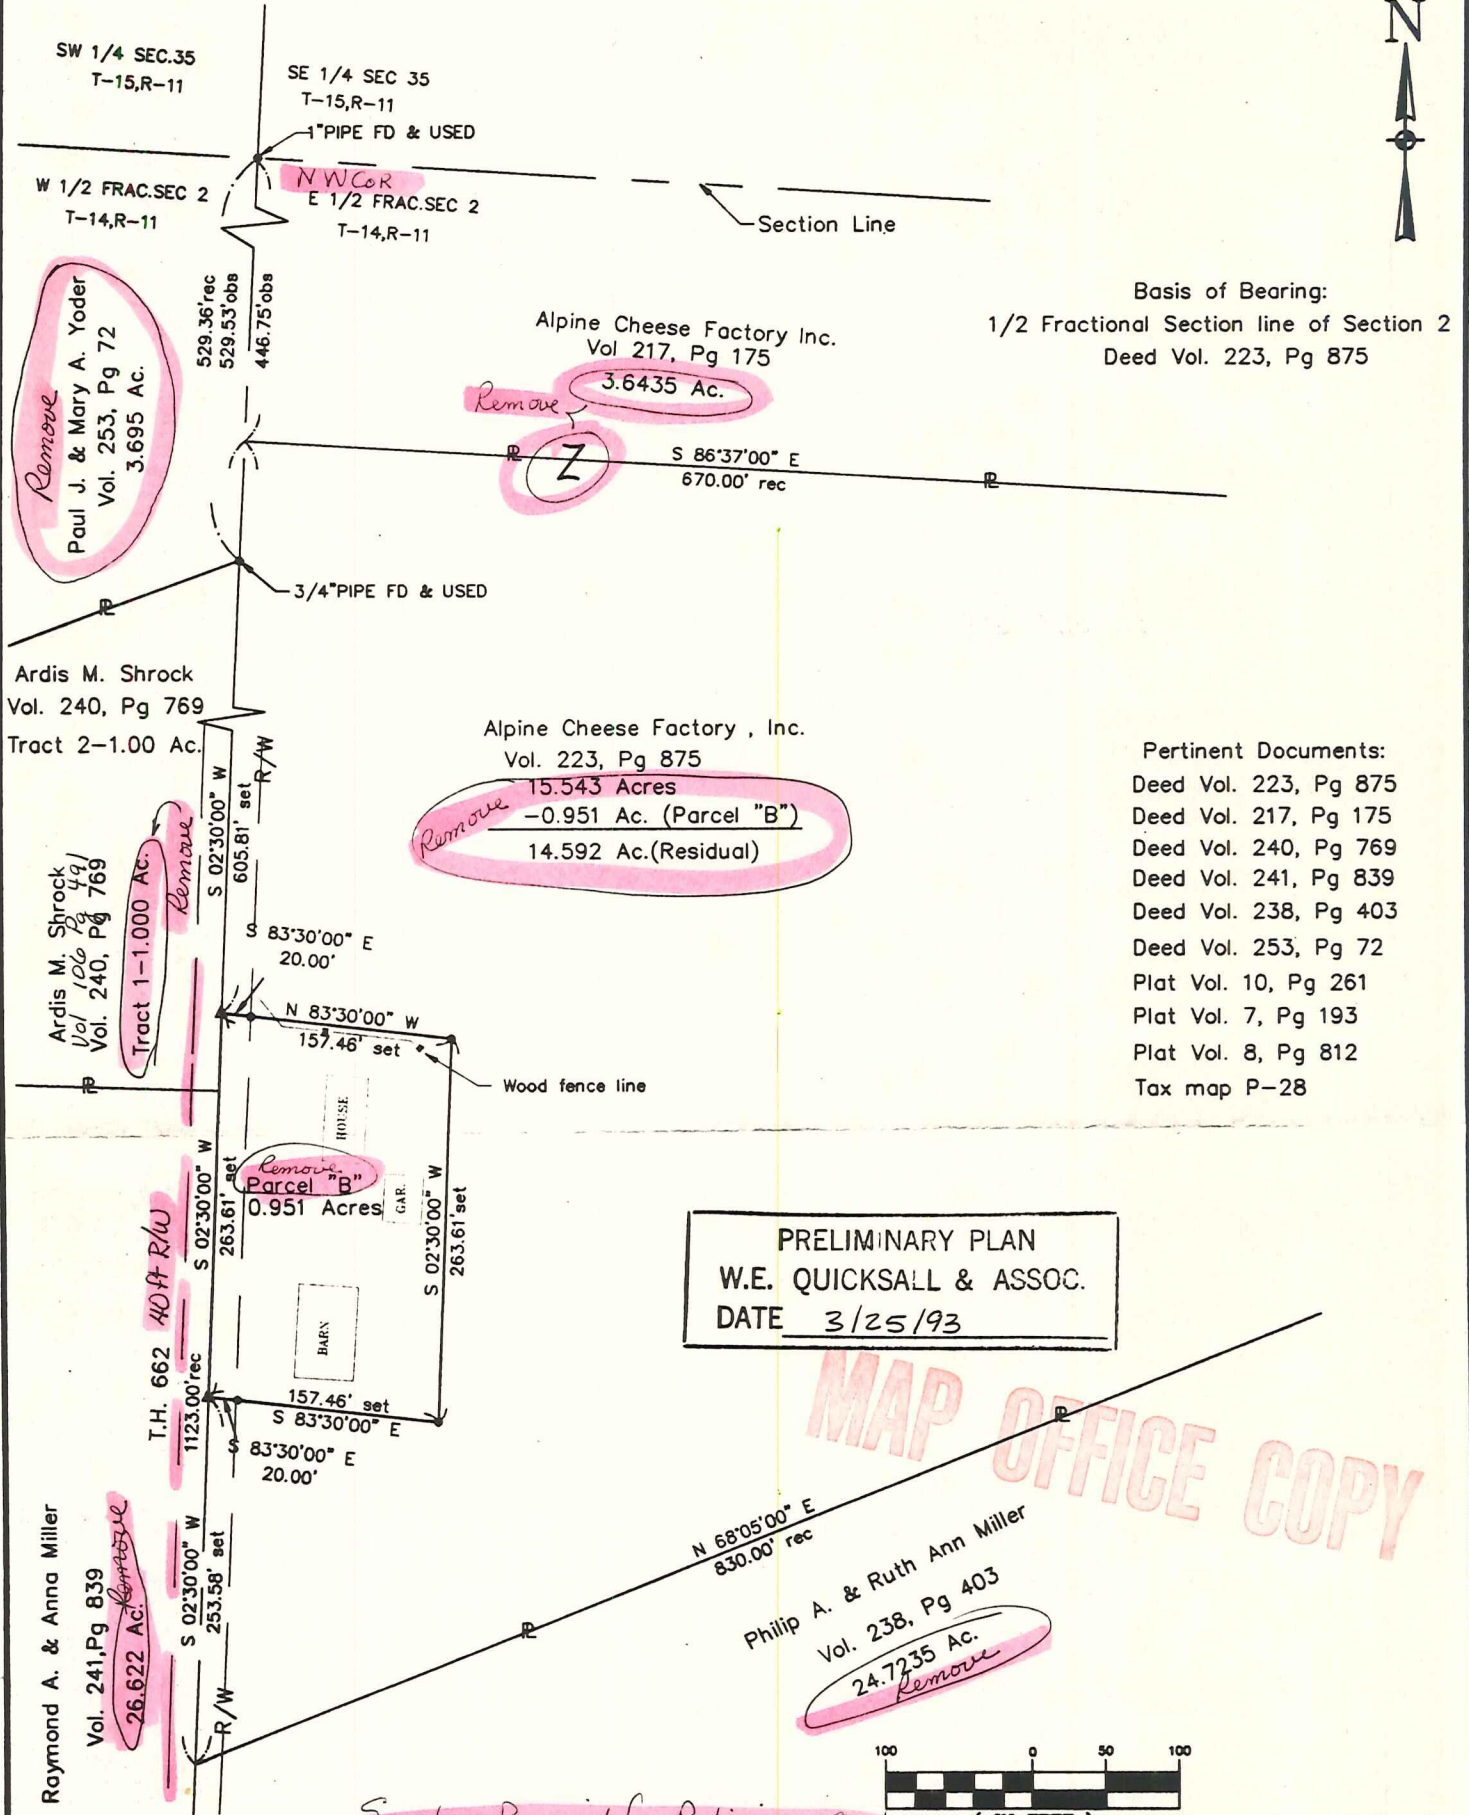 N
SW 1/4 SEC.35
T-15,R-11
SE 1/4 SEC 35
T-15,R-11
1"PIPE FD & USED
NW COR
W 1/2 FRAC.SEC 2
T-14,R-11
E 1/2 FRAC.SEC 2
T-14,R-11
Section Line
529.36'rec
529.53'obs
446.75'obs
Basis of Bearing:
1/2 Fractional Section line of Section 2
Deed Vol. 223, Pg 875
Remove
Paul J. & Mary A. Yoder
Vol. 253, Pg 72
3.695 Ac.
Alpine Cheese Factory Inc.
Vol 217, Pg 175
3.6435 Ac.
Remove
Z
PL
S 86°37'00" E
670.00' rec
PL
3/4"PIPE FD & USED
PL
Ardis M. Shrock
Vol. 240, Pg 769
Tract 2-1.00 Ac.
R/W
S 02°30'00" W
605.81' set
Alpine Cheese Factory , Inc.
Vol. 223, Pg 875
15.543 Acres
-0.951 Ac. (Parcel "B")
14.592 Ac.(Residual)
Remove
Pertinent Documents:
Deed Vol. 223, Pg 875
Deed Vol. 217, Pg 175
Deed Vol. 240, Pg 769
Deed Vol. 241, Pg 839
Deed Vol. 238, Pg 403
Deed Vol. 253, Pg 72
Plat Vol. 10, Pg 261
Plat Vol. 7, Pg 193
Plat Vol. 8, Pg 812
Tax map P-28
Ardis M. Shrock
Vol 106 Pg 491
Vol. 240, Pg 769
Tract 1-1.000 Ac.
Remove
S 83°30'00" E
20.00'
N 83°30'00" W
157.46' set
Wood fence line
PL
HOUSE
Remove
Parcel "B"
0.951 Acres
GAR.
S 02°30'00" W
263.61' set
S 02°30'00" W
263.61'set
BARN
T.H. 662 40 ft R/W
1123.00'rec
157.46' set
S 83°30'00" E
S 83°30'00" E
20.00'
PRELIMINARY PLAN
W.E. QUICKSALL & ASSOC.
DATE 3/25/93
MAP OFFICE COPY
PL
N 68°05'00" E
830.00' rec
PL
Philip A. & Ruth Ann Miller
Vol. 238, Pg 403
24.7235 Ac.
Remove
Raymond A. & Anna Miller
Vol. 241,Pg 839
26.622 Ac.
Remove
S 02°30'00" W
253.58' set
R/W
100 0 50 100